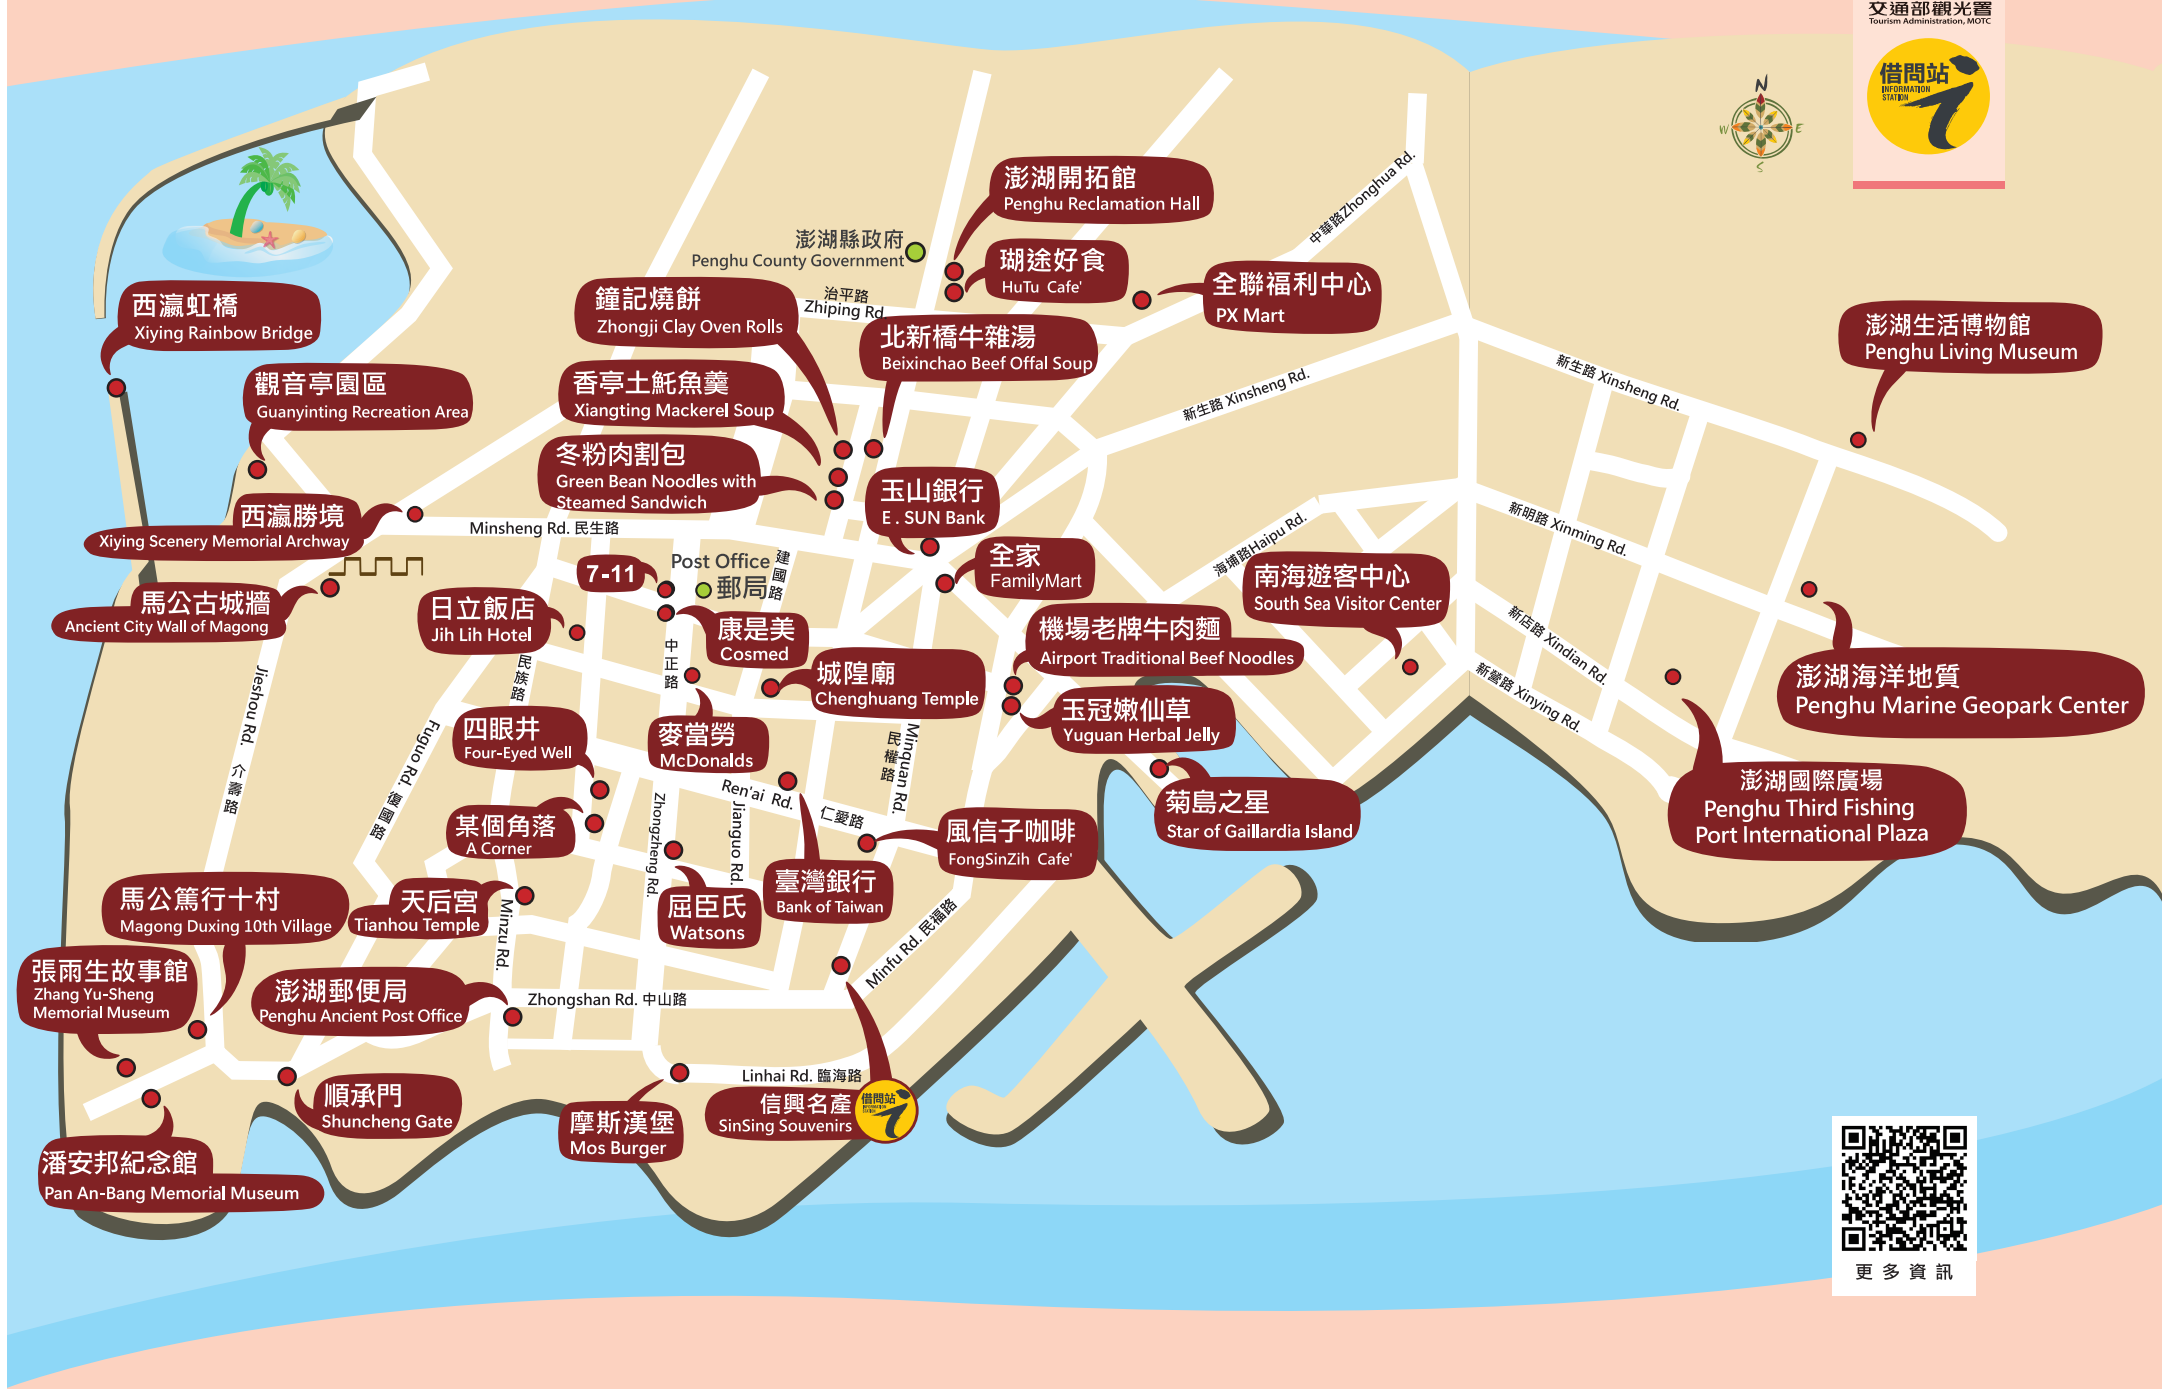 交通部觀光署
Tourism Administration, MOTC
借問站
INFORMATION
STATION
N
W
E
S
澎湖開拓館
Penghu Reclamation Hall
中華路Zhonghua Rd.
澎湖縣政府
Penghu County Government
瑚途好食
HuTu Cafe'
全聯福利中心
PX Mart
治平路
Zhiping Rd.
鐘記燒餅
Zhongji Clay Oven Rolls
西瀛虹橋
Xiying Rainbow Bridge
北新橋牛雜湯
Beixinchao Beef Offal Soup
澎湖生活博物館
Penghu Living Museum
觀音亭園區
Guanyinting Recreation Area
香亭土魠魚羹
Xiangting Mackerel Soup
新生路 Xinsheng Rd.
新生路 Xinsheng Rd.
冬粉肉割包
Green Bean Noodles with
Steamed Sandwich
玉山銀行
E . SUN Bank
西瀛勝境
Xiying Scenery Memorial Archway
Minsheng Rd. 民生路
海埔路Haipu Rd.
新明路 Xinming Rd.
7-11
Post Office
郵局
建國路
全家
FamilyMart
南海遊客中心
South Sea Visitor Center
馬公古城牆
Ancient City Wall of Magong
日立飯店
Jih Lih Hotel
康是美
Cosmed
中正路
民族路
機場老牌牛肉麵
Airport Traditional Beef Noodles
新店路 Xindian Rd.
新營路 Xinying Rd.
城隍廟
Chenghuang Temple
澎湖海洋地質
Penghu Marine Geopark Center
玉冠嫩仙草
Yuguan Herbal Jelly
Jieshou Rd. 介壽路
Fuguo Rd. 復國路
四眼井
Four-Eyed Well
麥當勞
McDonalds
Minquan Rd.
民權路
Ren'ai Rd. 仁愛路
澎湖國際廣場
Penghu Third Fishing
Port International Plaza
菊島之星
Star of Gaillardia Island
某個角落
A Corner
Zhongzheng Rd.
Jianguo Rd.
風信子咖啡
FongSinZih Cafe'
臺灣銀行
Bank of Taiwan
馬公篤行十村
Magong Duxing 10th Village
天后宮
Tianhou Temple
Minzu Rd.
屈臣氏
Watsons
Minfu Rd. 民福路
張雨生故事館
Zhang Yu-Sheng
Memorial Museum
澎湖郵便局
Penghu Ancient Post Office
Zhongshan Rd. 中山路
Linhai Rd. 臨海路
順承門
Shuncheng Gate
摩斯漢堡
Mos Burger
信興名產
SinSing Souvenirs
借問站
INFORMATION
STATION
潘安邦紀念館
Pan An-Bang Memorial Museum
更多資訊